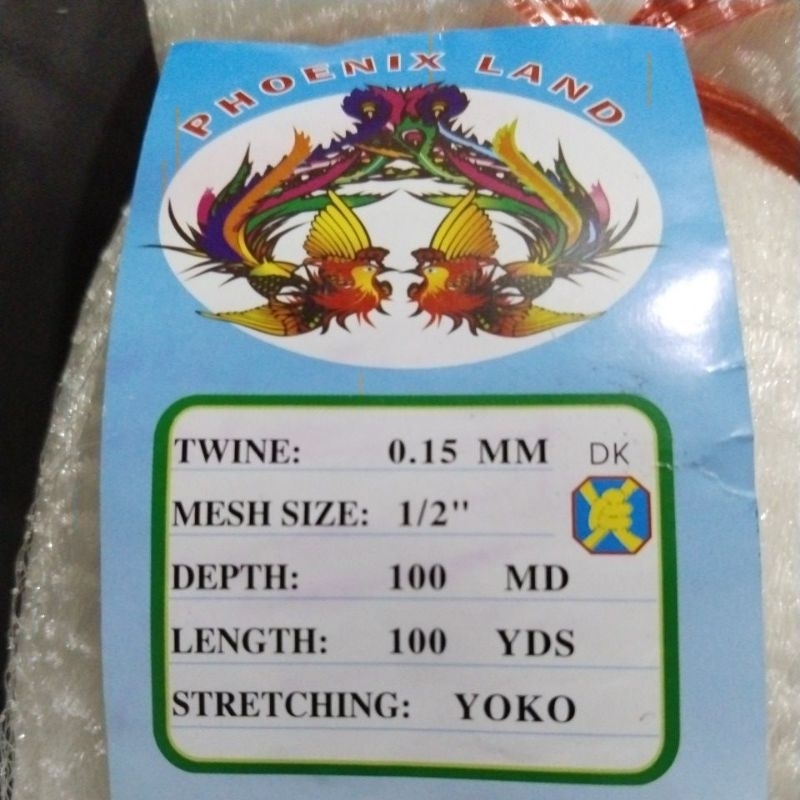 PHOENIX LAND
TWINE: 0.15 MM DK
MESH SIZE: 1/2"
DEPTH: 100 MD
LENGTH: 100 YDS
STRETCHING: YOKO